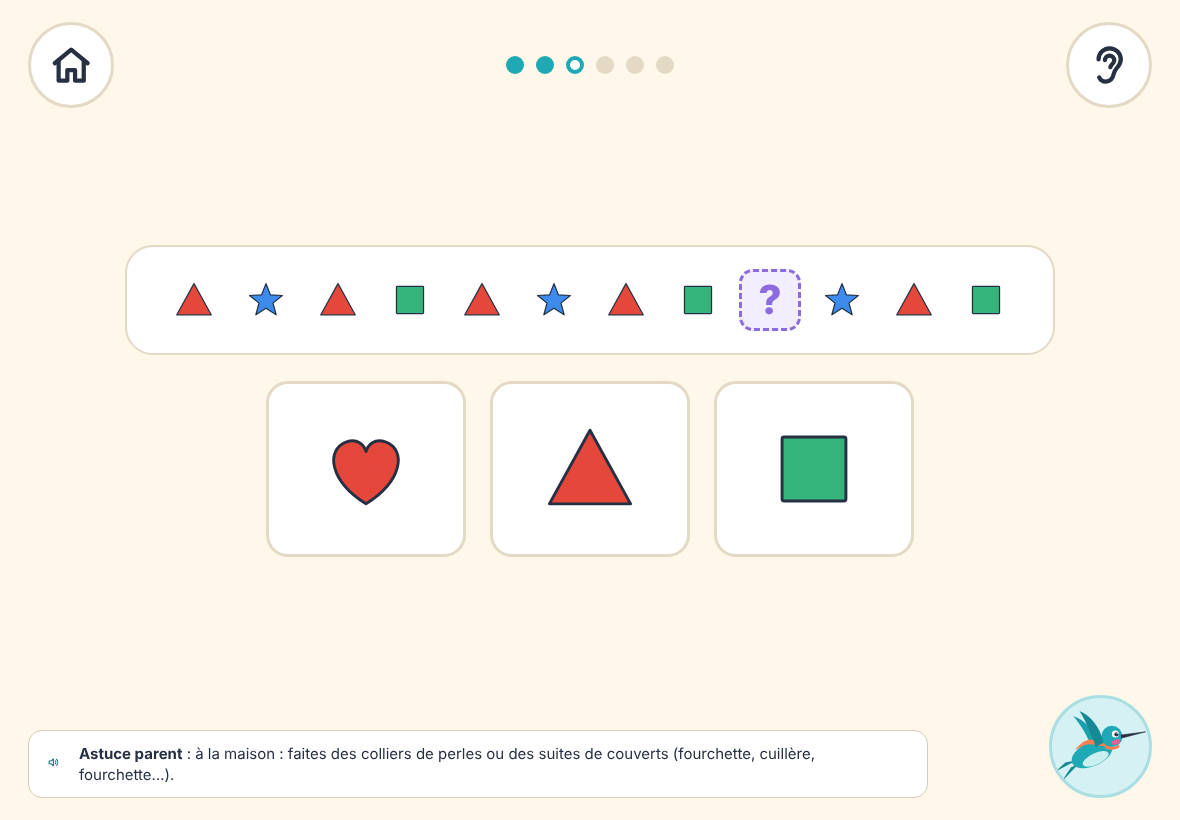 ?
Astuce parent : à la maison : faites des colliers de perles ou des suites de couverts (fourchette, cuillère,
fourchette...).